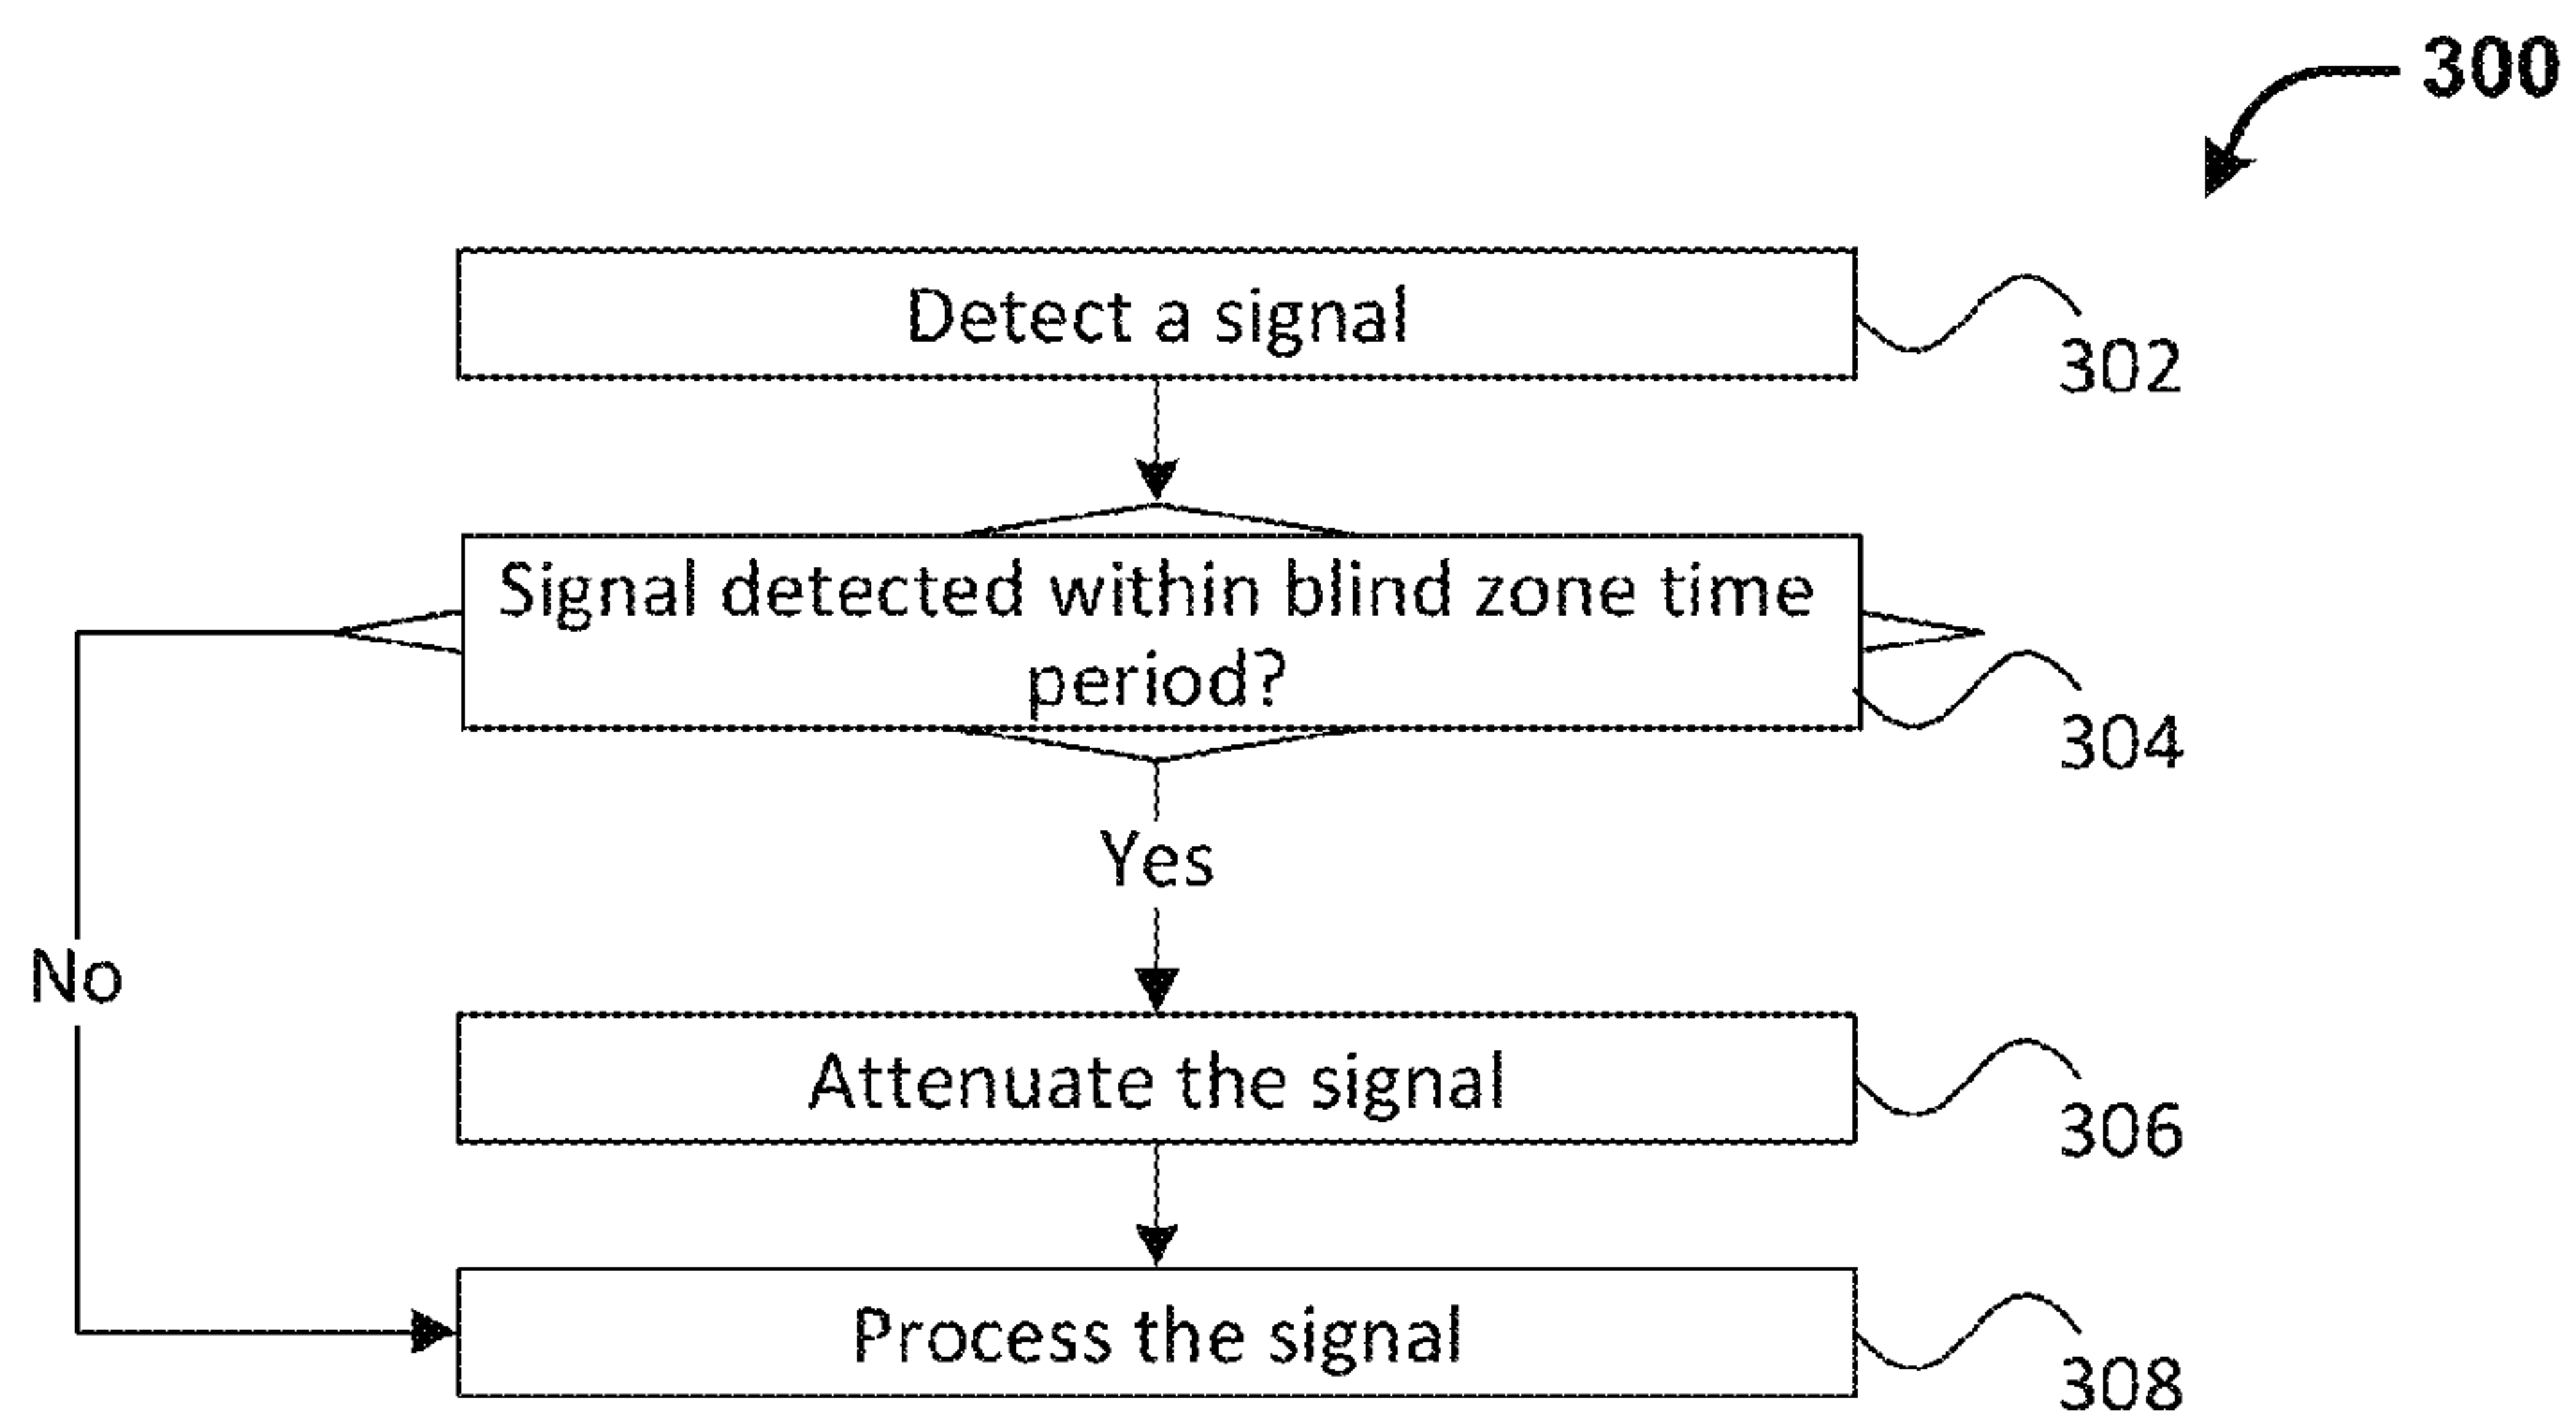 300
Detect a signal
302
Signal detected within blind zone time
period?
304
Yes
No
Attenuate the signal
306
Process the signal
308